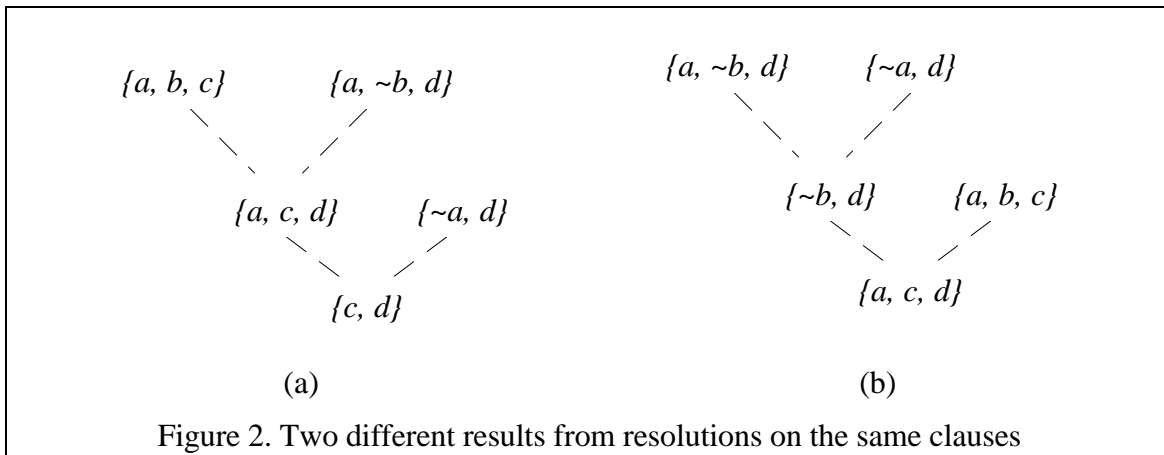 {a, b, c} {a, ~b, d}
{a, c, d} {~a, d}
{c, d}
(a)
{a, ~b, d} {~a, d}
{~b, d} {a, b, c}
{a, c, d}
(b)
Figure 2. Two different results from resolutions on the same clauses